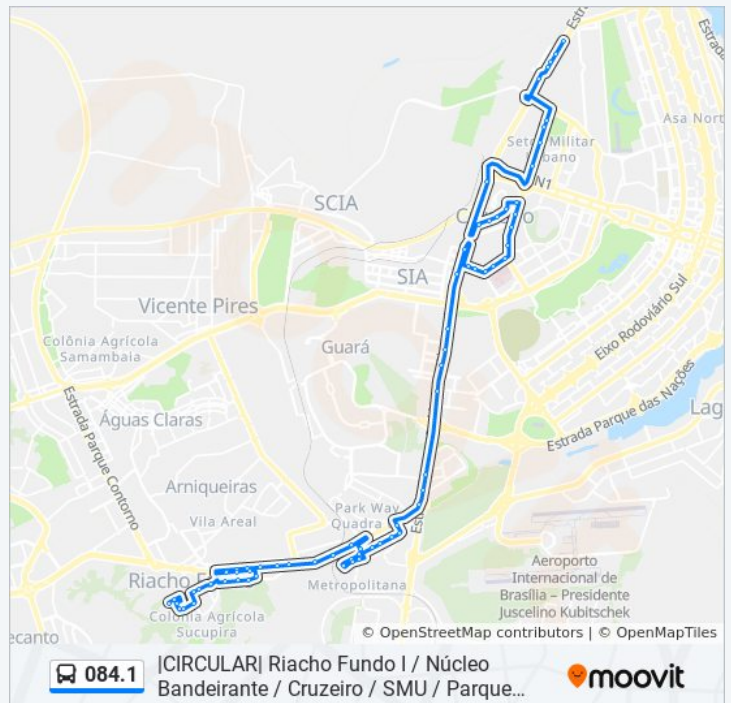 Estr
Estrada
Asa Nort
Setor Militar
Urbano
N1
SCIA
SIA
Vicente Pires
Colônia Agrícola
Samambaia
Guará
Eixo Rodoviário Sul
Estrada Parque das Nações
Lag
Águas Claras
Estrada Parque Contorno
Arniqueiras
Vila Areal
Park Way
Quadra
Est
Riacho F
Metropolitana
Colônia Agrícola
Sucupira
Aeroporto
Internacional de
Brasília – Presidente
Juscelino Kubitschek
ecanto
© OpenStreetMap contributors | © OpenMapTiles
084.1
|CIRCULAR| Riacho Fundo I / Núcleo
Bandeirante / Cruzeiro / SMU / Parque…
moovit